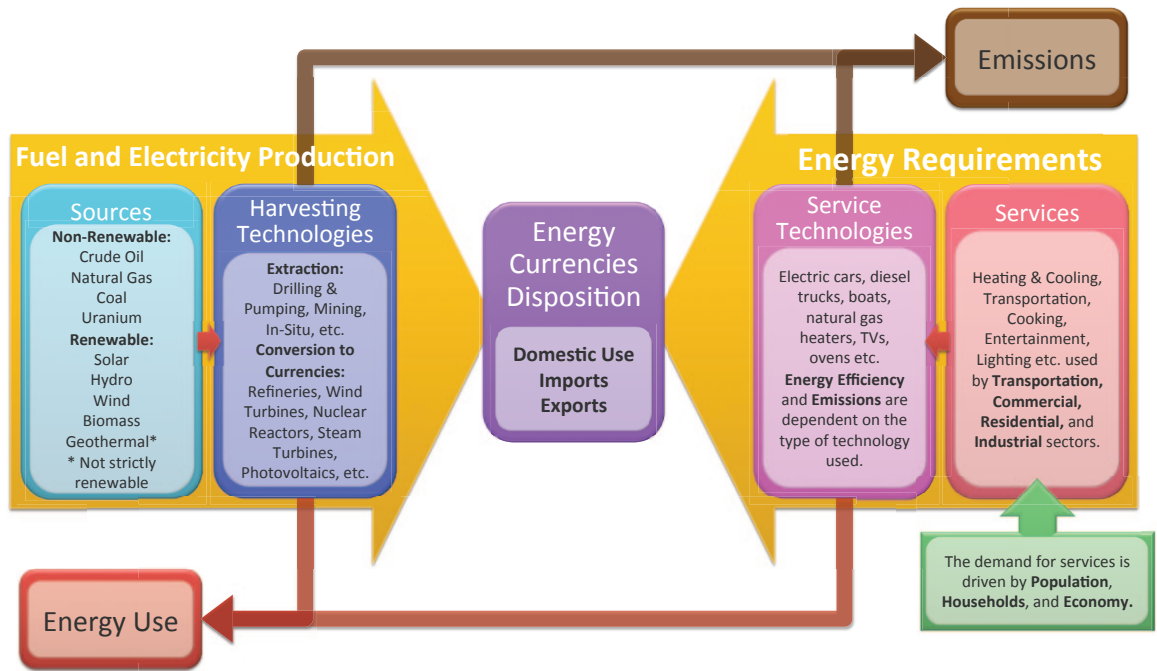 Emissions
Fuel and Electricity Production
Sources
Non-Renewable:
Crude Oil
Natural Gas
Coal
Uranium
Renewable:
Solar
Hydro
Wind
Biomass
Geothermal*
* Not strictly
renewable
Harvesting
Technologies
Extraction:
Drilling &
Pumping, Mining,
In-Situ, etc.
Conversion to
Currencies:
Refineries, Wind
Turbines, Nuclear
Reactors, Steam
Turbines,
Photovoltaics, etc.
Energy
Currencies
Disposition
Domestic Use
Imports
Exports
Energy Requirements
Service
Technologies
Electric cars, diesel
trucks, boats,
natural gas
heaters, TVs,
ovens etc.
Energy Efficiency
and Emissions are
dependent on the
type of technology
used.
Services
Heating & Cooling,
Transportation,
Cooking,
Entertainment,
Lighting etc. used
by Transportation,
Commercial,
Residential, and
Industrial sectors.
The demand for services is
driven by Population,
Households, and Economy.
Energy Use